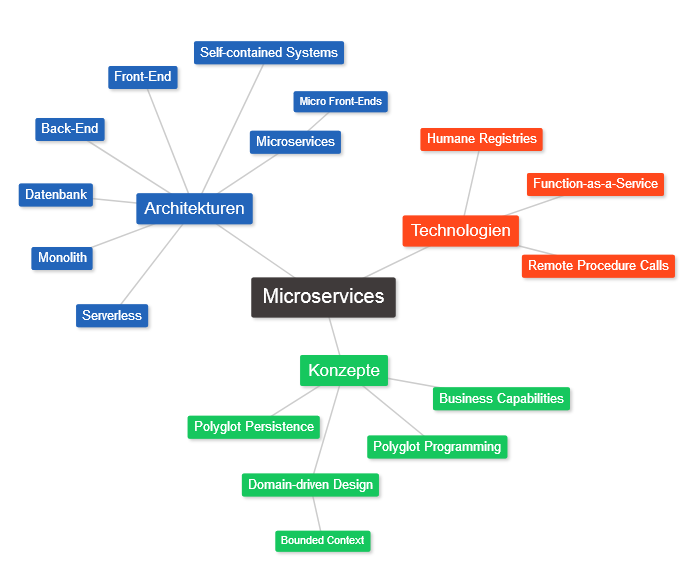 Self-contained Systems
Front-End
Micro Front-Ends
Back-End
Microservices
Humane Registries
Function-as-a-Service
Datenbank
Architekturen
Technologien
Monolith
Remote Procedure Calls
Microservices
Serverless
Konzepte
Business Capabilities
Polyglot Persistence
Polyglot Programming
Domain-driven Design
Bounded Context